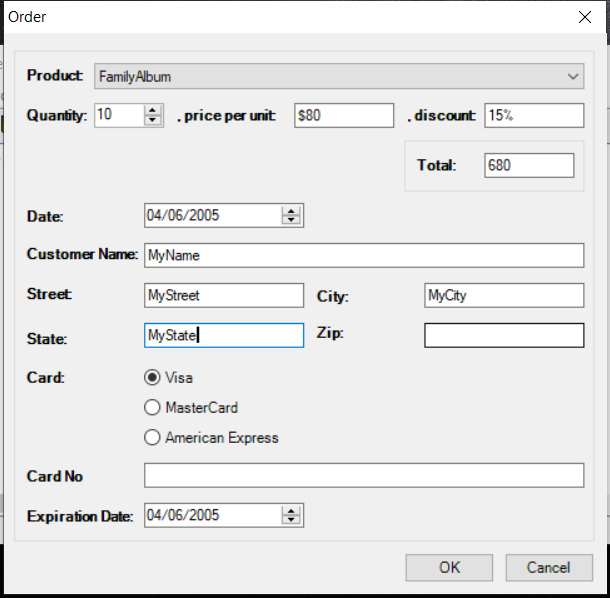 Order
Product: FamilyAlbum
Quantity: 10 . price per unit: $80 . discount: 15%
Total: 680
Date: 04/06/2005
Customer Name: MyName
Street: MyStreet City: MyCity
State: MyState Zip:
Card: Visa
MasterCard
American Express
Card No
Expiration Date: 04/06/2005
OK Cancel